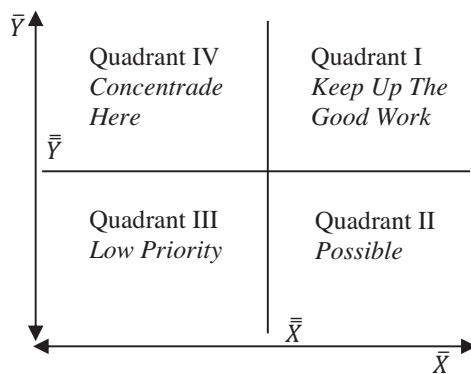 Ȳ
Quadrant IV
Concentrade
Here
Quadrant I
Keep Up The
Good Work
Y̿
Quadrant III
Low Priority
Quadrant II
Possible
X̿
X̄